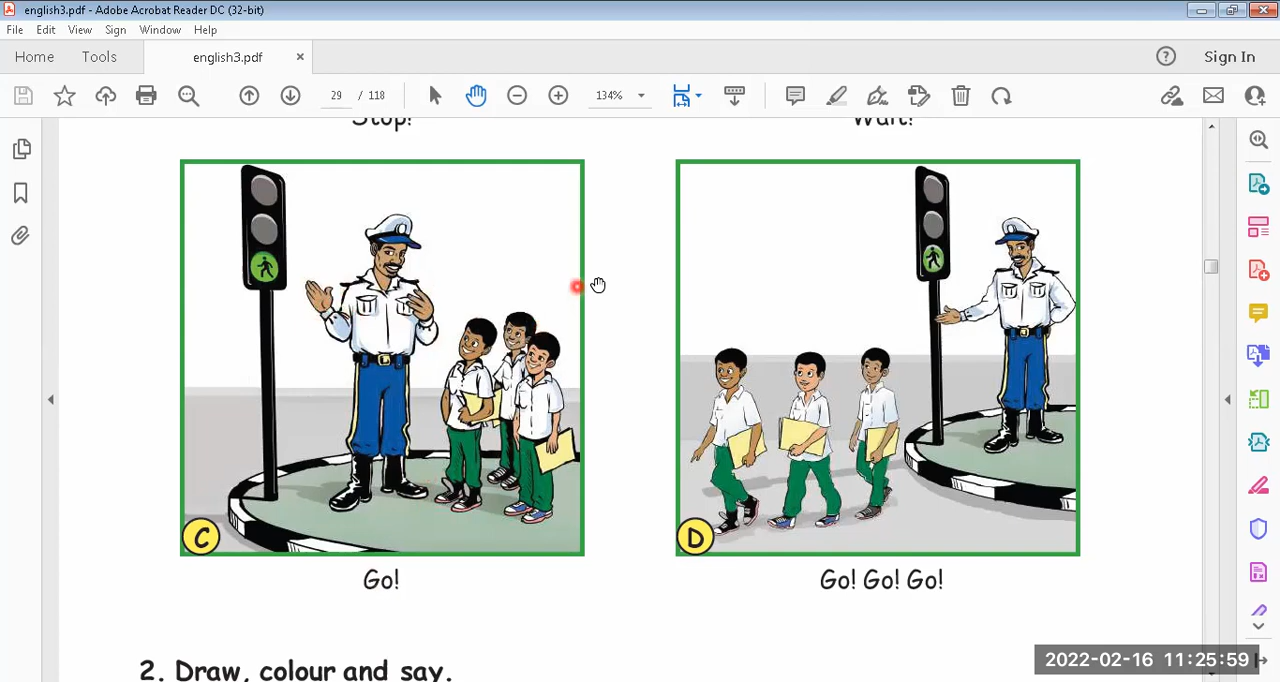 english3.pdf - Adobe Acrobat Reader DC (32-bit)
File Edit View Sign Window Help
Home Tools english3.pdf × ? Sign In
29 / 118 134%
Stop! Wait!
C D
Go! Go! Go! Go!
2. Draw, colour and say.
2022-02-16 11:25:59